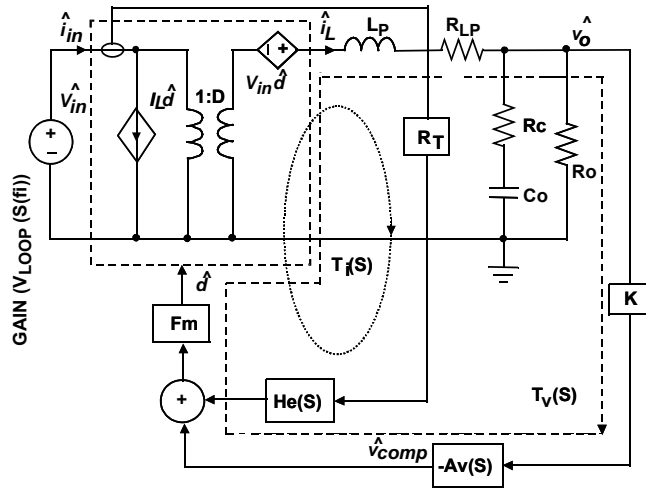 î_in
î_L
L_P
R_LP
v̂_o
V̂_in
+
−
I_L d̂
1:D
V_in d̂
+
R_T
Rc
Ro
Co
GAIN (V_LOOP (S(fi))
T_i(S)
d̂
Fm
K
+
He(S)
T_V(S)
v̂_comp
-Av(S)